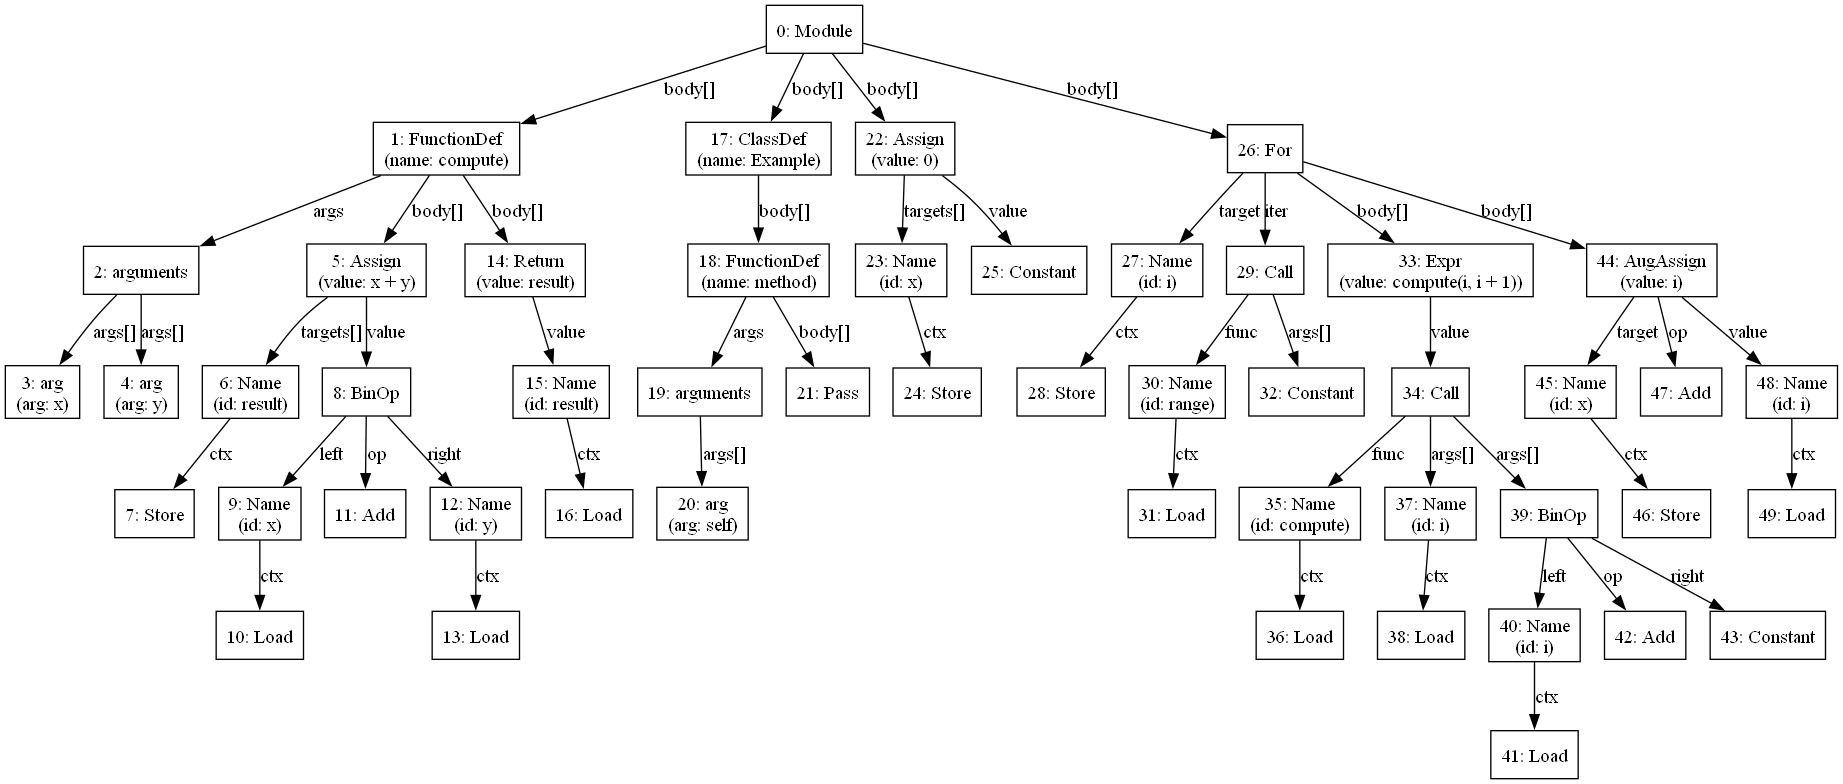 0: Module
body[]
body[]
body[]
body[]
1: FunctionDef
(name: compute)
17: ClassDef
(name: Example)
22: Assign
(value: 0)
26: For
args
body[]
body[]
body[]
targets[]
value
target
iter
body[]
body[]
2: arguments
5: Assign
(value: x + y)
14: Return
(value: result)
18: FunctionDef
(name: method)
23: Name
(id: x)
25: Constant
27: Name
(id: i)
29: Call
33: Expr
(value: compute(i, i + 1))
44: AugAssign
(value: i)
args[]
args[]
targets[]
value
value
args
body[]
ctx
ctx
func
args[]
value
target
op
value
3: arg
(arg: x)
4: arg
(arg: y)
6: Name
(id: result)
8: BinOp
15: Name
(id: result)
19: arguments
21: Pass
24: Store
28: Store
30: Name
(id: range)
32: Constant
34: Call
45: Name
(id: x)
47: Add
48: Name
(id: i)
ctx
left
op
right
ctx
args[]
ctx
func
args[]
args[]
ctx
ctx
7: Store
9: Name
(id: x)
11: Add
12: Name
(id: y)
16: Load
20: arg
(arg: self)
31: Load
35: Name
(id: compute)
37: Name
(id: i)
39: BinOp
46: Store
49: Load
ctx
ctx
ctx
ctx
left
op
right
10: Load
13: Load
36: Load
38: Load
40: Name
(id: i)
42: Add
43: Constant
ctx
41: Load